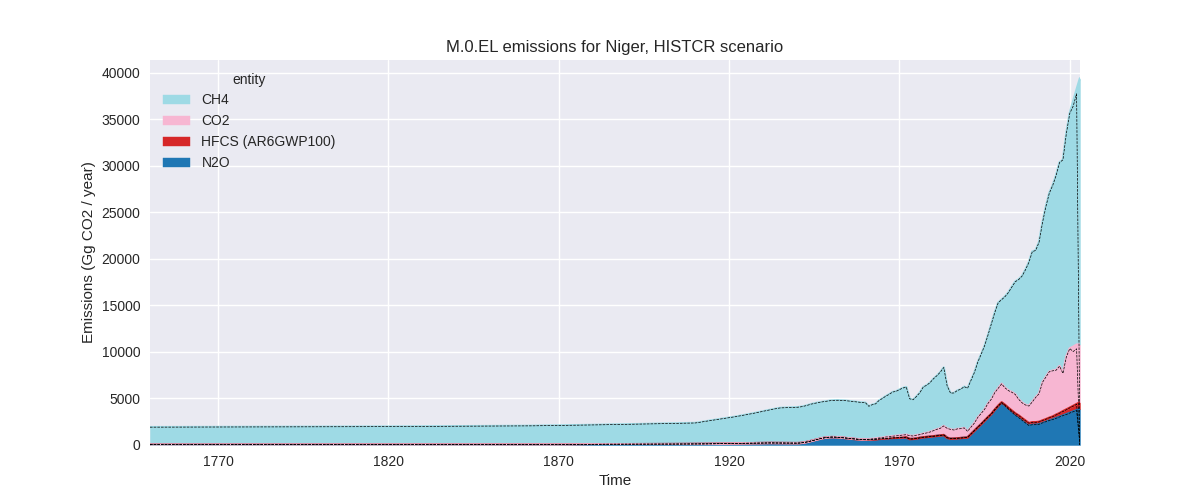 M.0.EL emissions for Niger, HISTCR scenario
Emissions (Gg CO2 / year)
40000
35000
30000
25000
20000
15000
10000
5000
0
entity
CH4
CO2
HFCS (AR6GWP100)
N2O
1770 1820 1870 1920 1970 2020
Time